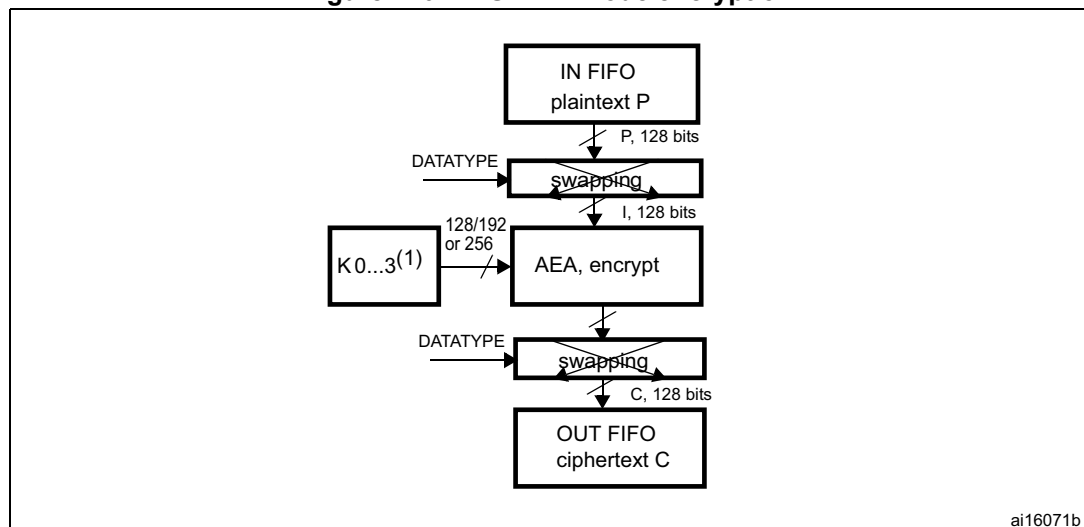 IN FIFO
plaintext P
P, 128 bits
DATATYPE
swapping
I, 128 bits
128/192
or 256
K 0...3(1)
AEA, encrypt
DATATYPE
swapping
C, 128 bits
OUT FIFO
ciphertext C
ai16071b